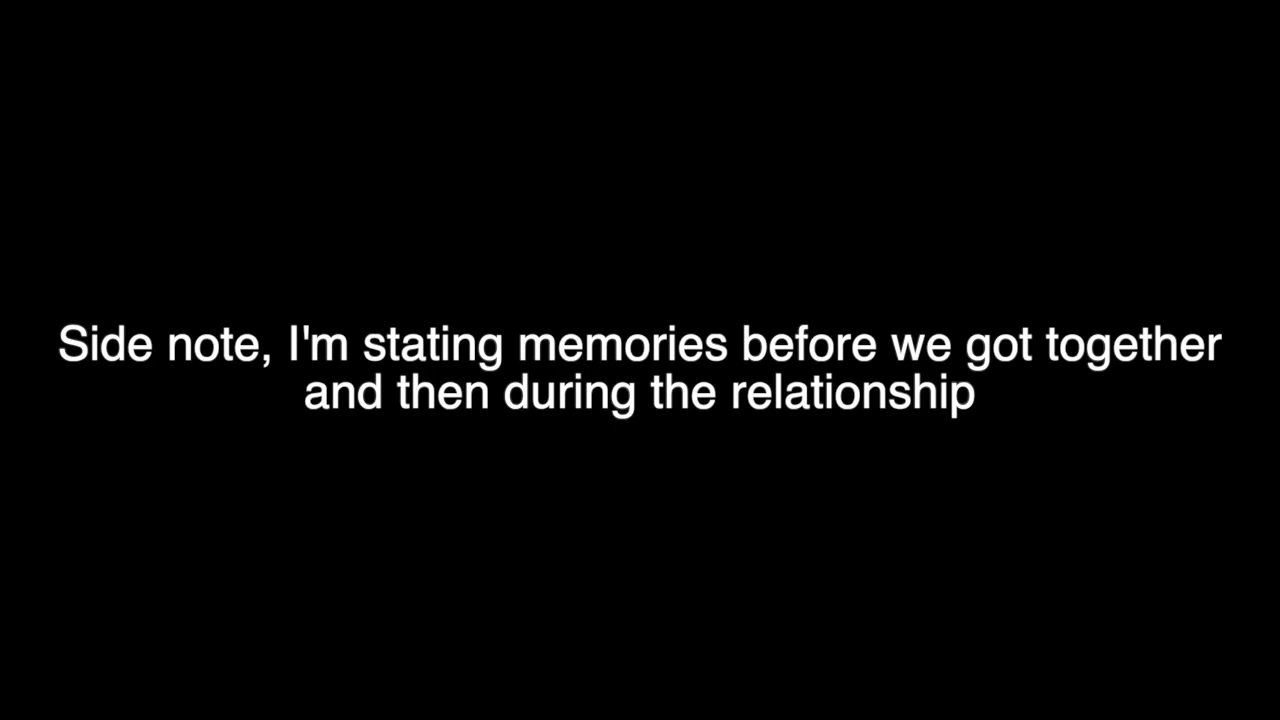 Side note, I'm stating memories before we got together
and then during the relationship